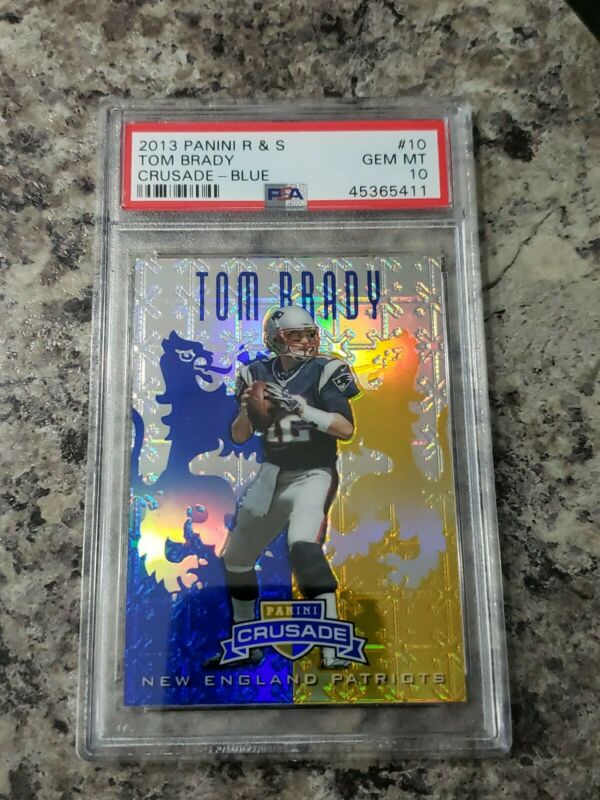 2013 PANINI R & S #10
TOM BRADY GEM MT
CRUSADE - BLUE 10
PSA 45365411
TOM BRADY
12
PANINI
CRUSADE
NEW ENGLAND PATRIOTS